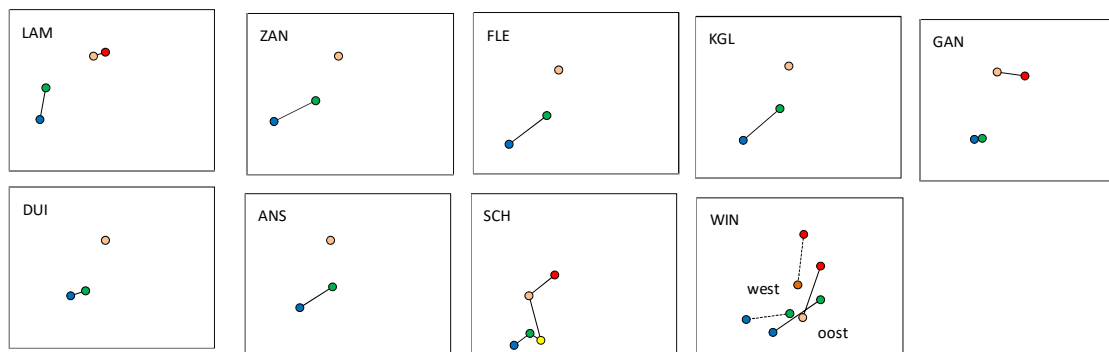 LAM
ZAN
FLE
KGL
GAN
DUI
ANS
SCH
WIN
west
oost